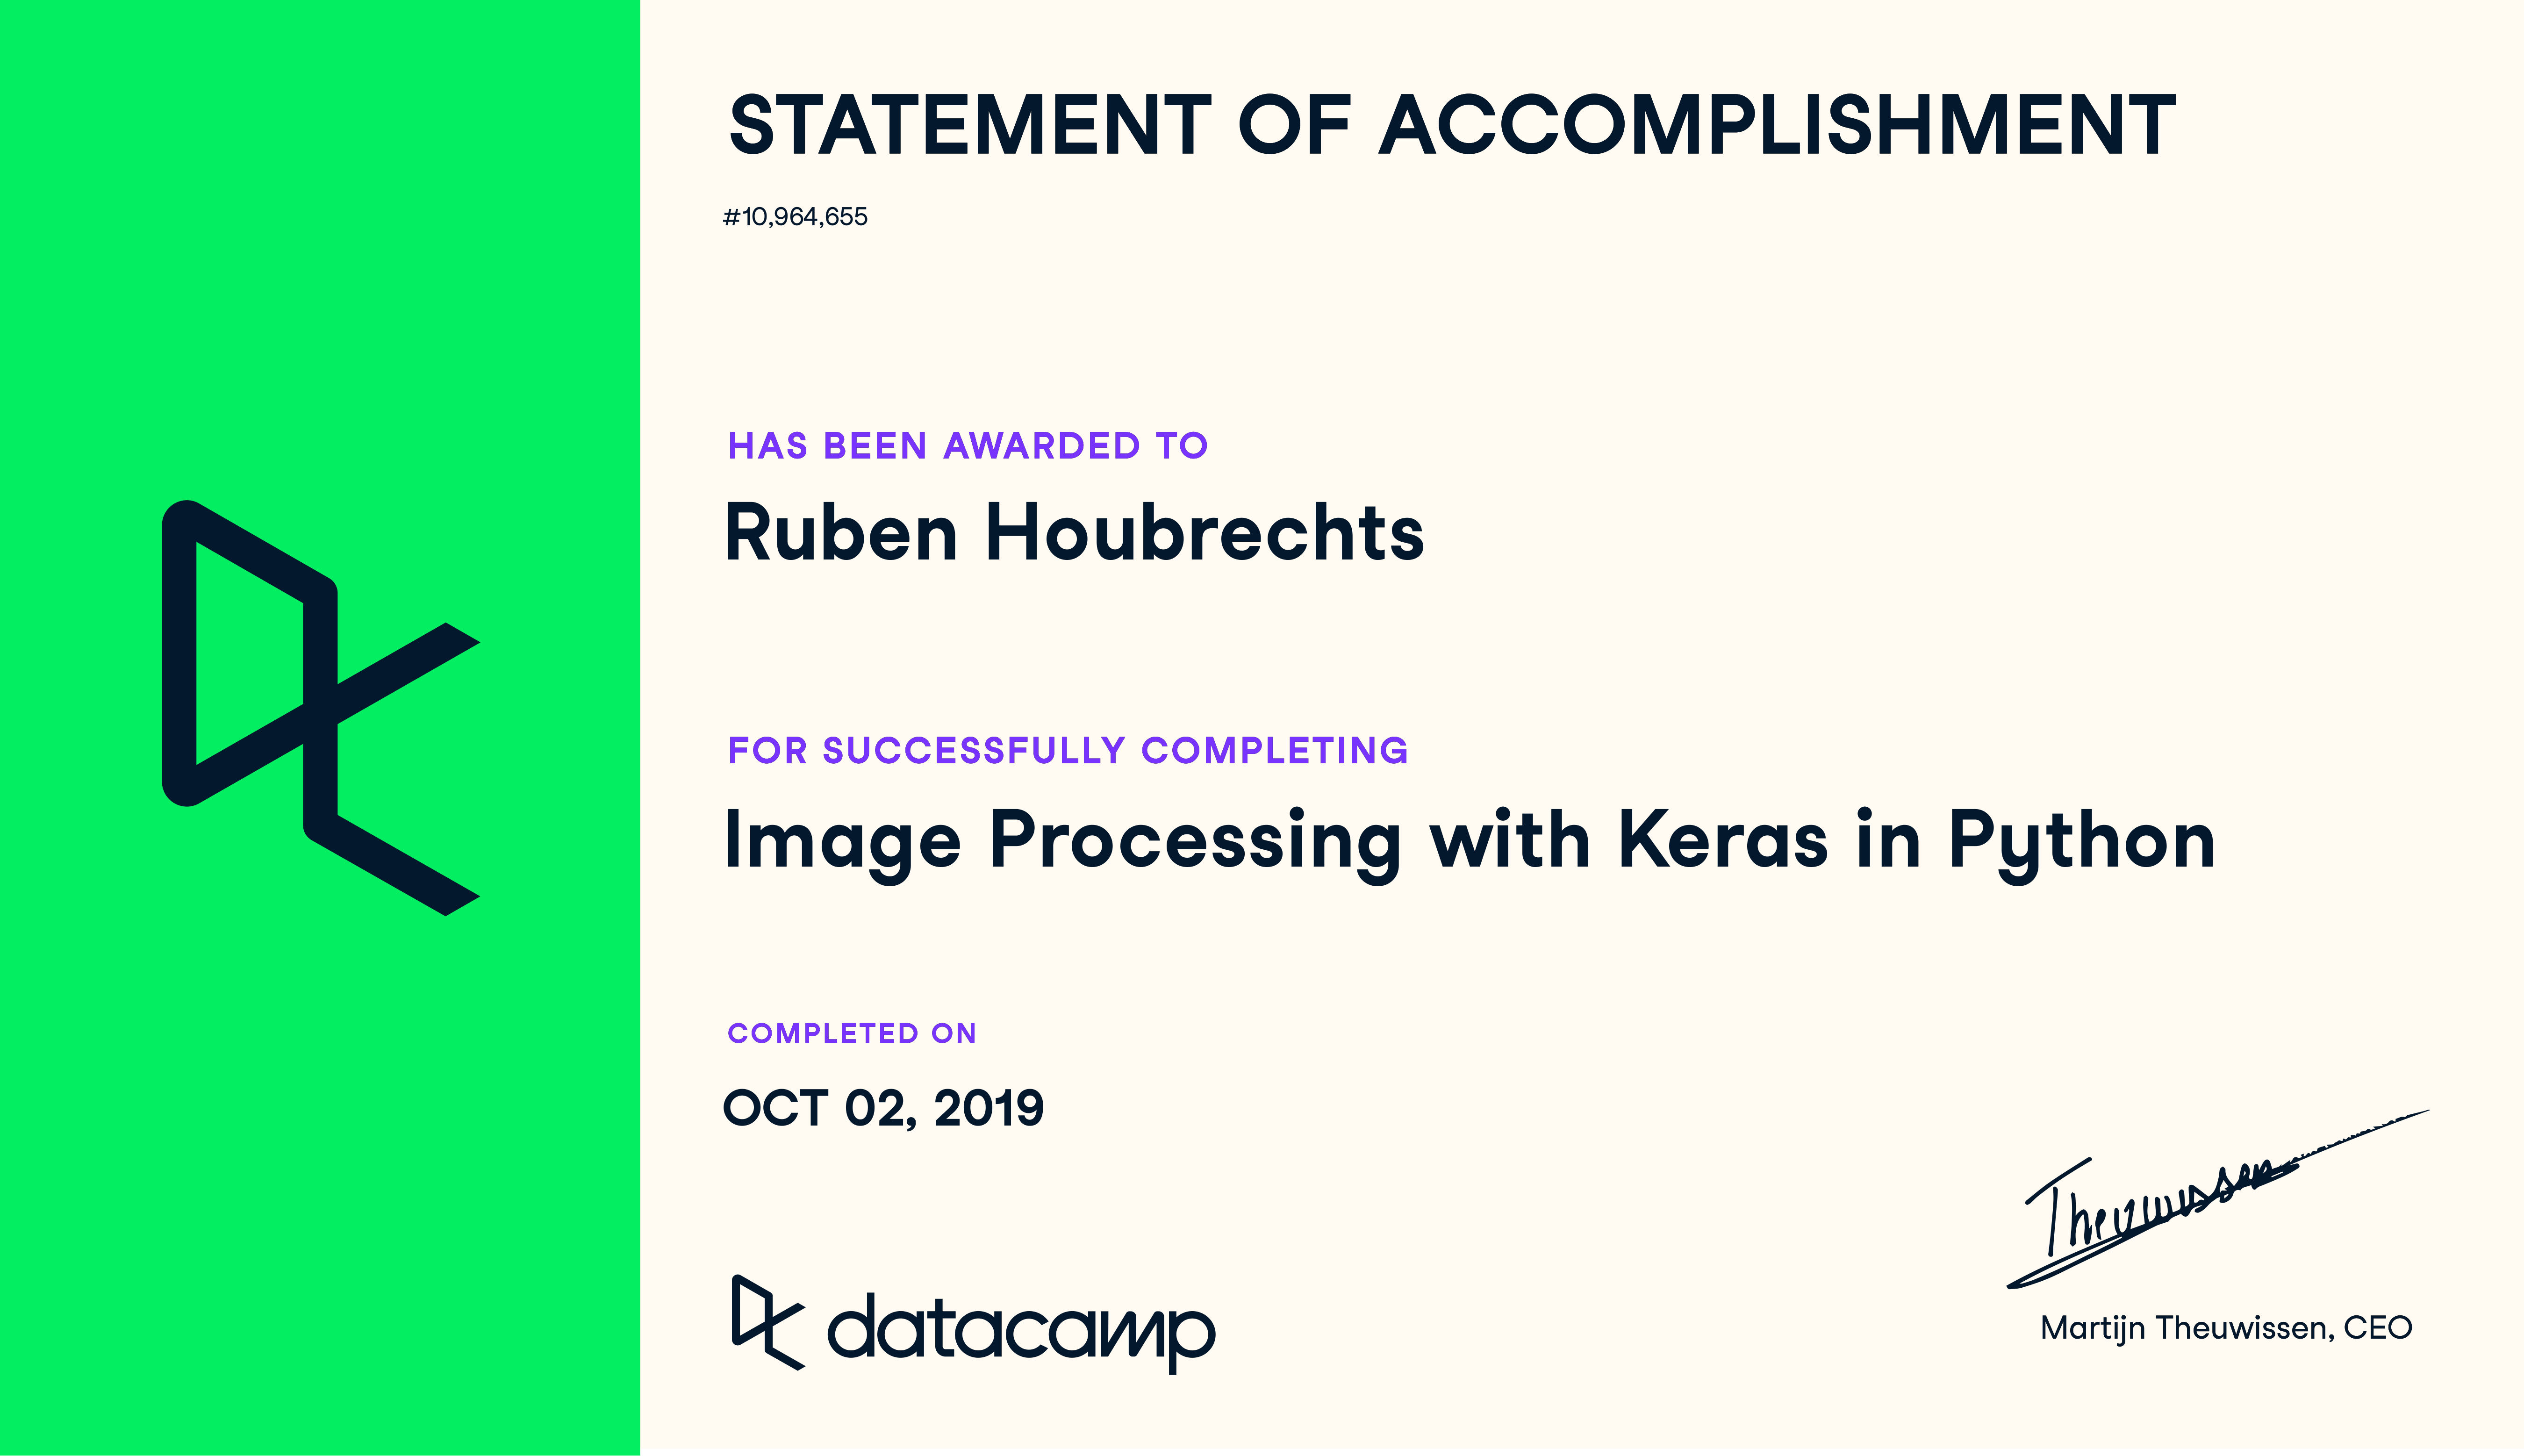 STATEMENT OF ACCOMPLISHMENT
#10,964,655
HAS BEEN AWARDED TO
Ruben Houbrechts
FOR SUCCESSFULLY COMPLETING
Image Processing with Keras in Python
COMPLETED ON
OCT 02, 2019
Theuwissen
datacamp
Martijn Theuwissen, CEO